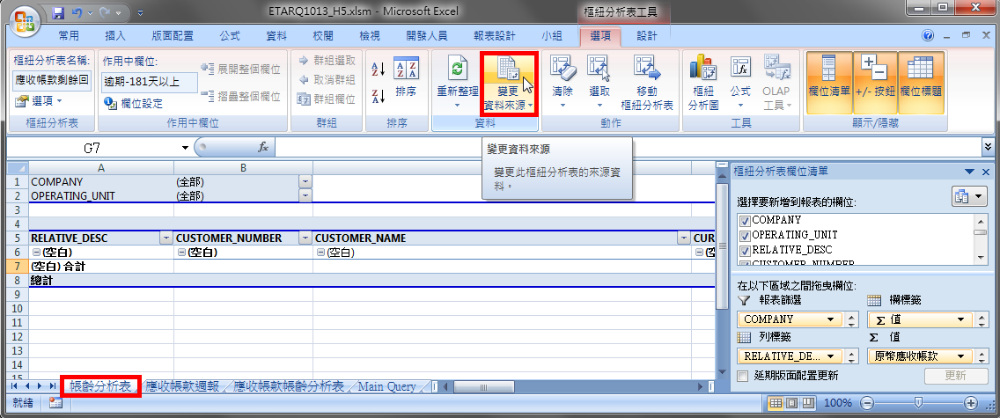 ETARQ1013_H5.xlsm - Microsoft Excel
樞紐分析表工具
常用 插入 版面配置 公式 資料 校閱 檢視 開發人員 報表設計 小組 選項 設計
樞紐分析表名稱:
應收帳款剩餘回
選項
樞紐分析表
作用中欄位:
逾期-181天以上
欄位設定
展開整個欄位
摺疊整個欄位
作用中欄位
群組選取
取消群組
群組欄位
群組
排序
排序
重新整理
變更
資料來源
資料
清除
選取
移動
樞紐分析表
動作
樞紐
分析圖
公式
OLAP
工具
工具
欄位清單
+/- 按鈕
欄位標題
顯示/隱藏
G7
fx
變更資料來源
變更此樞紐分析表的來源資
料。
A B
1 COMPANY (全部)
2 OPERATING_UNIT (全部)
3
4
5 RELATIVE_DESC CUSTOMER_NUMBER CUSTOMER_NAME CUR
6 (空白) (空白) (空白)
7 (空白) 合計
8 總計
9
10
11
12
13
14
15
樞紐分析表欄位清單
選擇要新增到報表的欄位:
COMPANY
OPERATING_UNIT
RELATIVE_DESC
CUSTOMER_NUMBER
在以下區域之間拖曳欄位:
報表篩選 欄標籤
COMPANY Σ 值
列標籤 Σ 值
RELATIVE_DE... 原幣應收帳款
延期版面配置更新 更新
帳齡分析表 應收帳款週報 應收帳款帳齡分析表 Main Query
就緒
100%